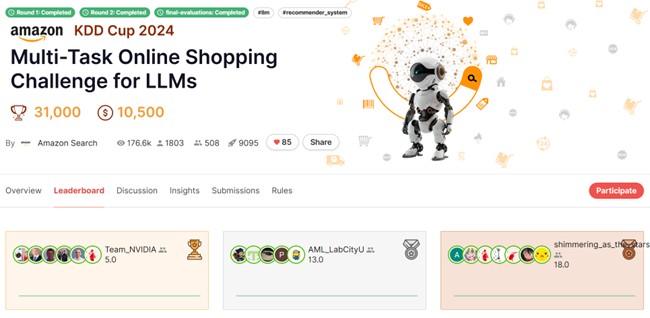 Round 1: Completed Round 2: Completed final-evaluations: Completed #llm #recommender_system
amazon KDD Cup 2024
Multi-Task Online Shopping
Challenge for LLMs
31,000 $ 10,500
By Amazon Search 176.6k 1803 508 9095 85 Share
Overview Leaderboard Discussion Insights Submissions Rules Participate
Team_NVIDIA
5.0
AML_LabCityU
13.0
shimmering_as_the_stars
18.0